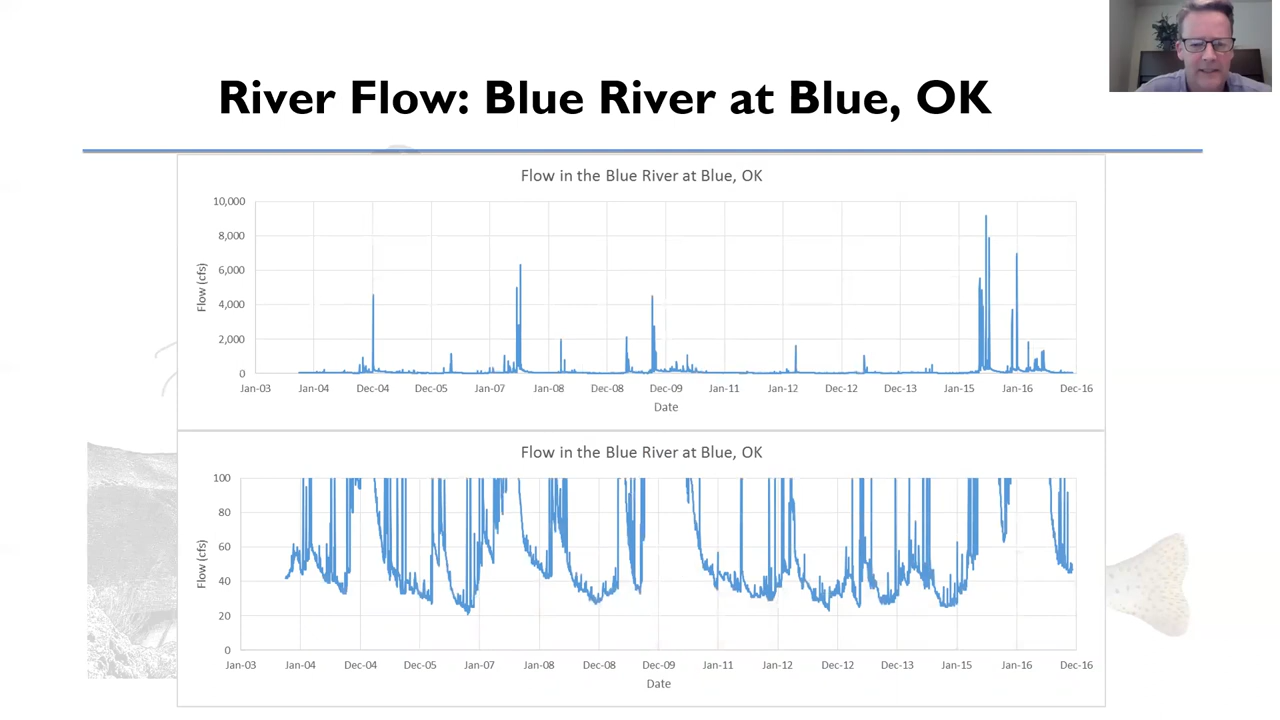 River Flow: Blue River at Blue, OK
Flow in the Blue River at Blue, OK
10,000
8,000
6,000
4,000
2,000
0
Flow (cfs)
Jan-03 Jan-04 Dec-04 Dec-05 Jan-07 Jan-08 Dec-08 Dec-09 Jan-11 Jan-12 Dec-12 Dec-13 Jan-15 Jan-16 Dec-16
Date
Flow in the Blue River at Blue, OK
100
80
60
40
20
0
Flow (cfs)
Jan-03 Jan-04 Dec-04 Dec-05 Jan-07 Jan-08 Dec-08 Dec-09 Jan-11 Jan-12 Dec-12 Dec-13 Jan-15 Jan-16 Dec-16
Date